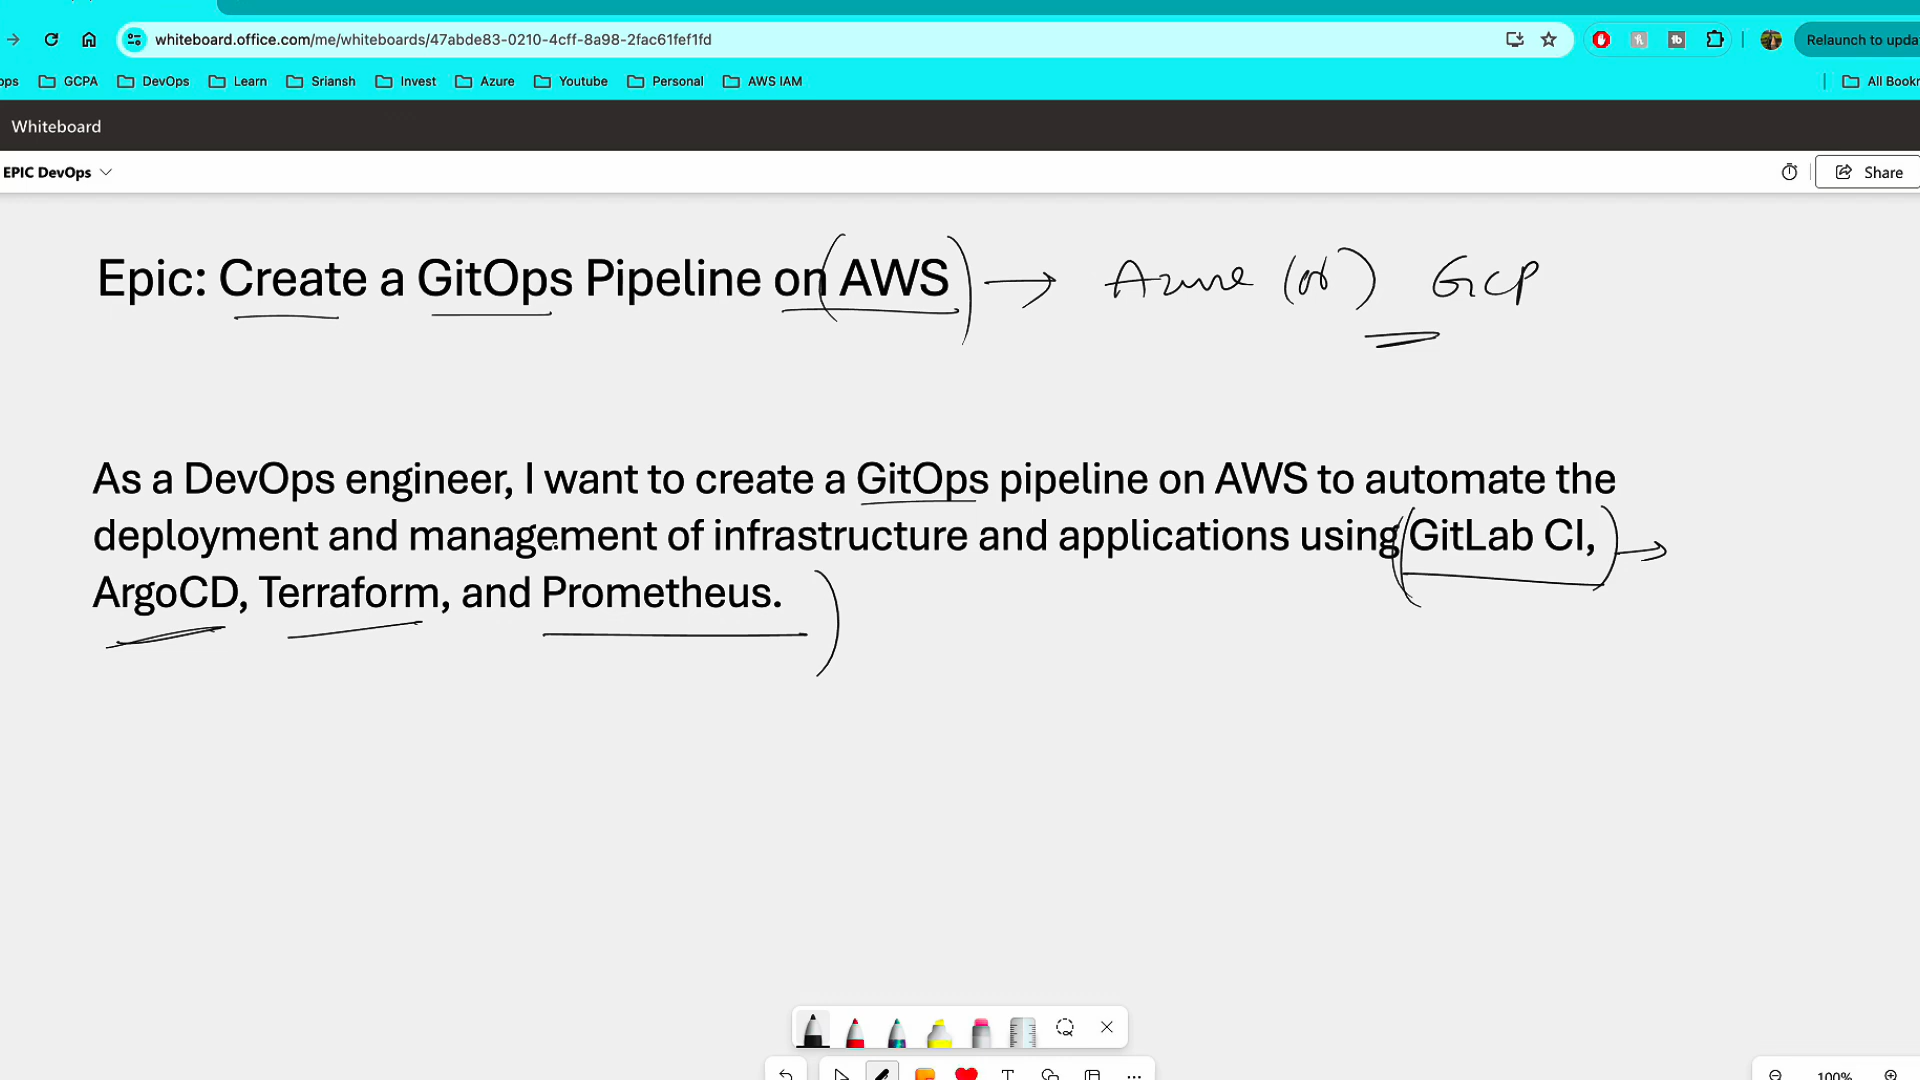 whiteboard.office.com/me/whiteboards/47abde83-0210-4cff-8a98-2fac61fef1fd
Relaunch to upda
ops GCPA DevOps Learn Sriansh Invest Azure Youtube Personal AWS IAM All Bookr
Whiteboard
EPIC DevOps Share
Epic: Create a GitOps Pipeline on AWS → Azure (or) GCP
As a DevOps engineer, I want to create a GitOps pipeline on AWS to automate the
deployment and management of infrastructure and applications using GitLab CI,
ArgoCD, Terraform, and Prometheus.
100%